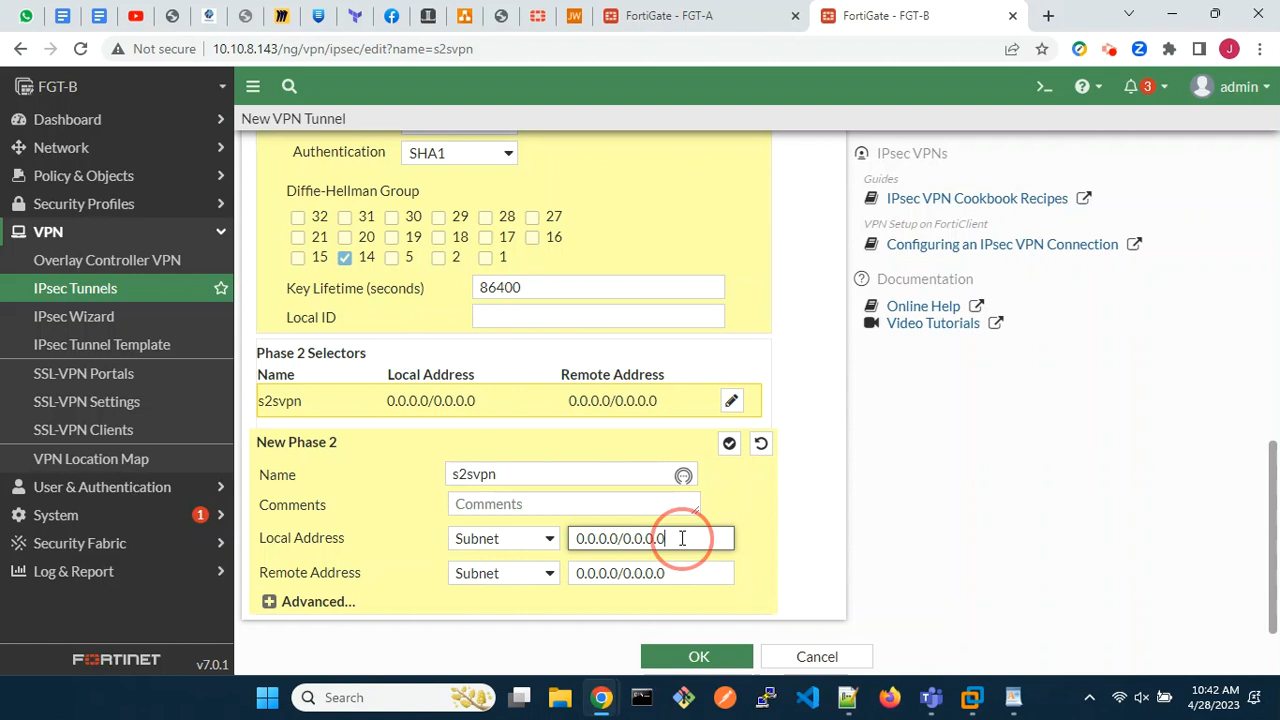 FortiGate - FGT-A
FortiGate - FGT-B
Not secure
10.10.8.143/ng/vpn/ipsec/edit?name=s2svpn
J
FGT-B
3
admin
New VPN Tunnel
Dashboard
Network
Policy & Objects
Security Profiles
VPN
Overlay Controller VPN
IPsec Tunnels
IPsec Wizard
IPsec Tunnel Template
SSL-VPN Portals
SSL-VPN Settings
SSL-VPN Clients
VPN Location Map
User & Authentication
System
1
Security Fabric
Log & Report
FORTINET
v7.0.1
Authentication SHA1
Diffie-Hellman Group
32 31 30 29 28 27
21 20 19 18 17 16
15 14 5 2 1
Key Lifetime (seconds) 86400
Local ID
Phase 2 Selectors
Name Local Address Remote Address
s2svpn 0.0.0.0/0.0.0.0 0.0.0.0/0.0.0.0
New Phase 2
Name s2svpn
Comments Comments
Local Address Subnet 0.0.0.0/0.0.0.0
Remote Address Subnet 0.0.0.0/0.0.0.0
Advanced...
OK Cancel
IPsec VPNs
Guides
IPsec VPN Cookbook Recipes
VPN Setup on FortiClient
Configuring an IPsec VPN Connection
Documentation
Online Help
Video Tutorials
Search
10:42 AM
4/28/2023